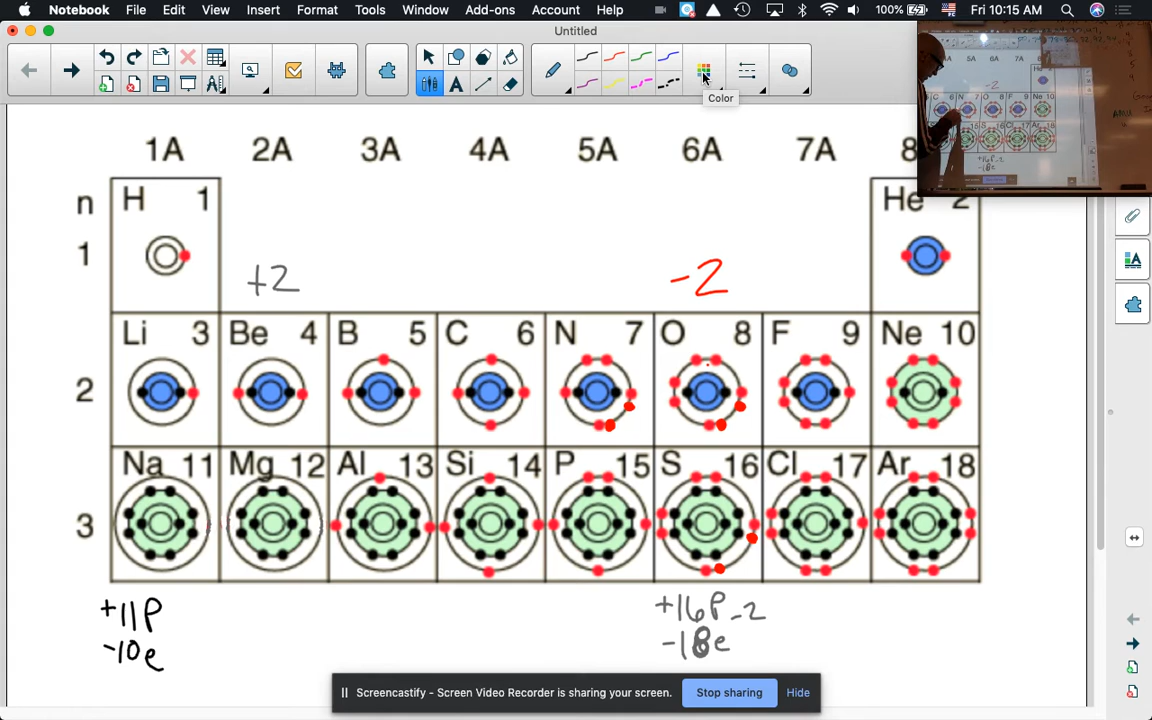 Notebook File Edit View Insert Format Tools Window Add-ons Account Help 100% Fri 10:15 AM
Untitled
Color
1A 2A 3A 4A 5A 6A 7A 8
n H 1 He 2
1
+2 -2
Li 3 Be 4 B 5 C 6 N 7 O 8 F 9 Ne 10
2
Na 11 Mg 12 Al 13 Si 14 P 15 S 16 Cl 17 Ar 18
3
+11P +16P -2
-10e -18e
Screencastify - Screen Video Recorder is sharing your screen. Stop sharing Hide